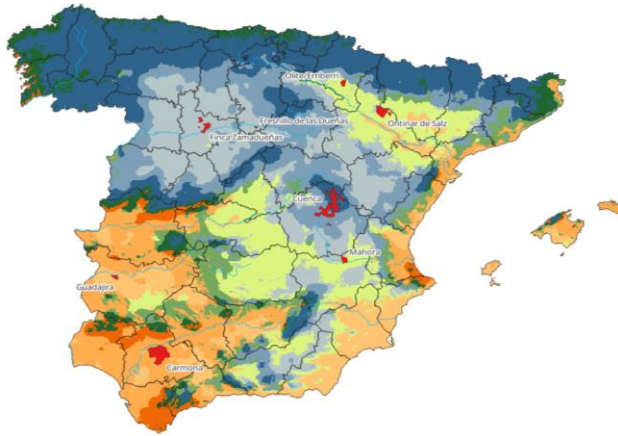 Olite/Emberri
Ontinar de Salz
Fresnillo de las Dueñas
Finca Zamadueñas
Cuenca
Mahora
Guadajira
Carmona